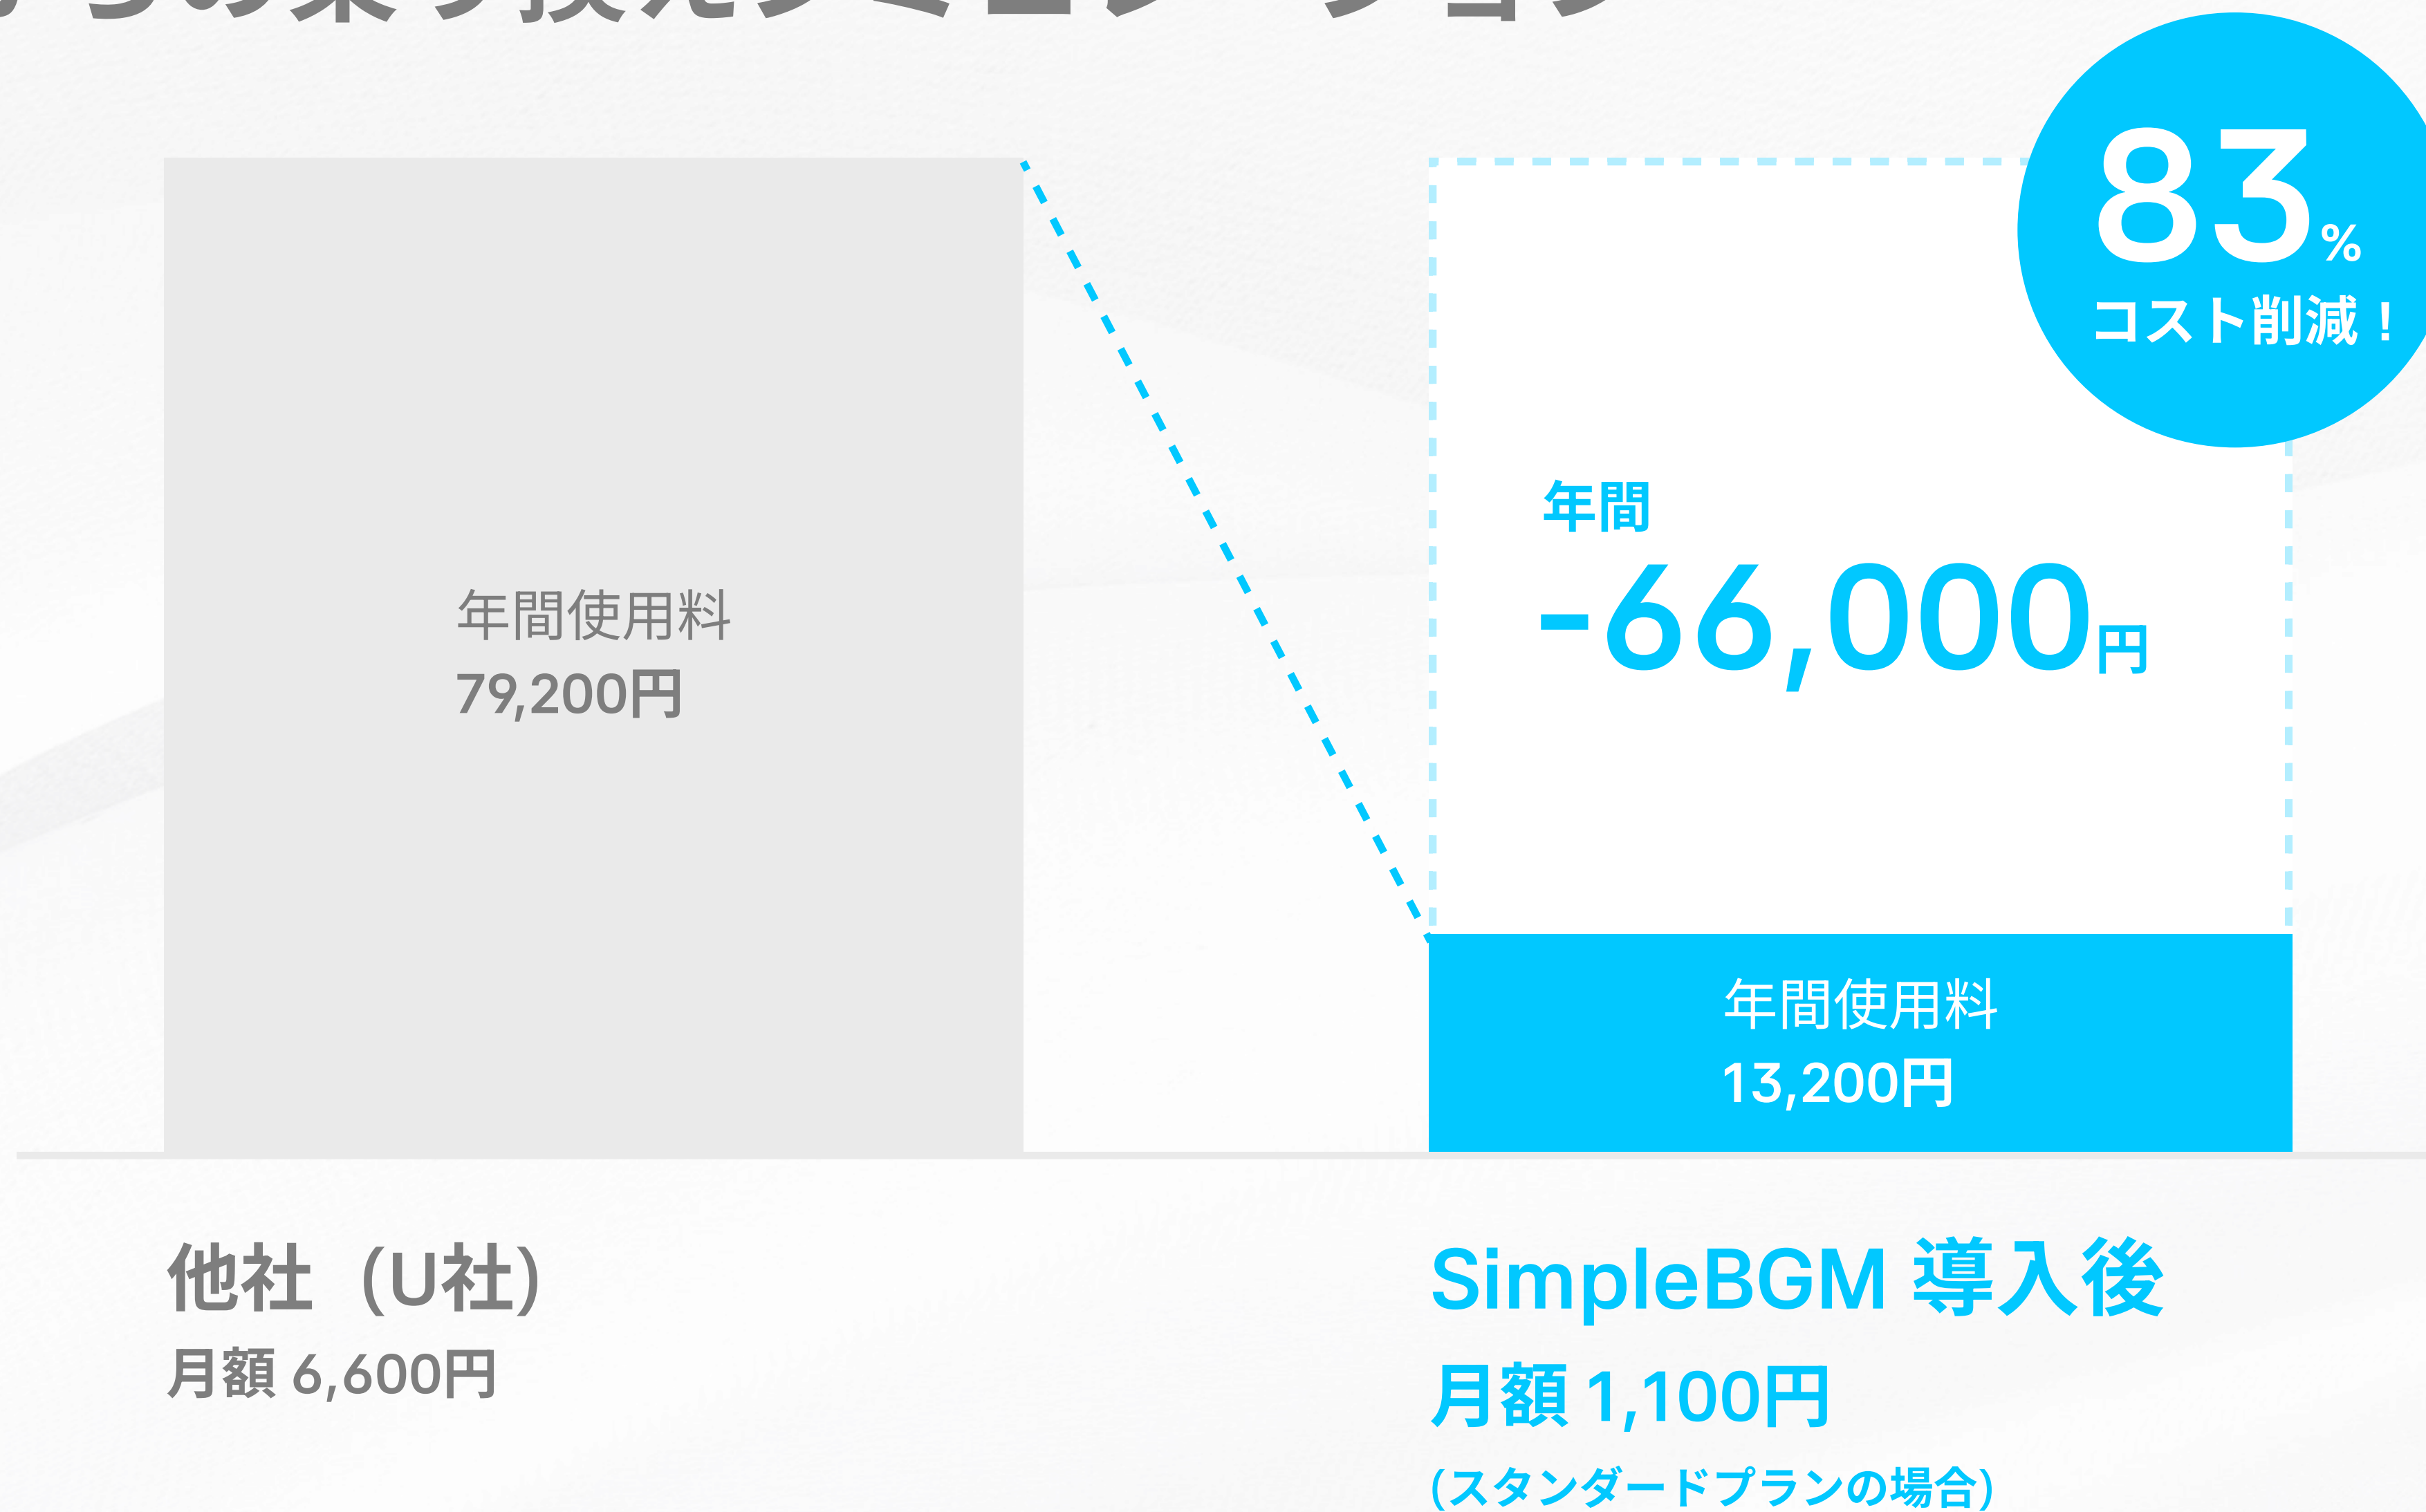 83%
コスト削減！
年間
-66,000円
年間使用料
79,200円
年間使用料
13,200円
他社（U社）
月額 6,600円
SimpleBGM 導入後
月額 1,100円
(スタンダードプランの場合)